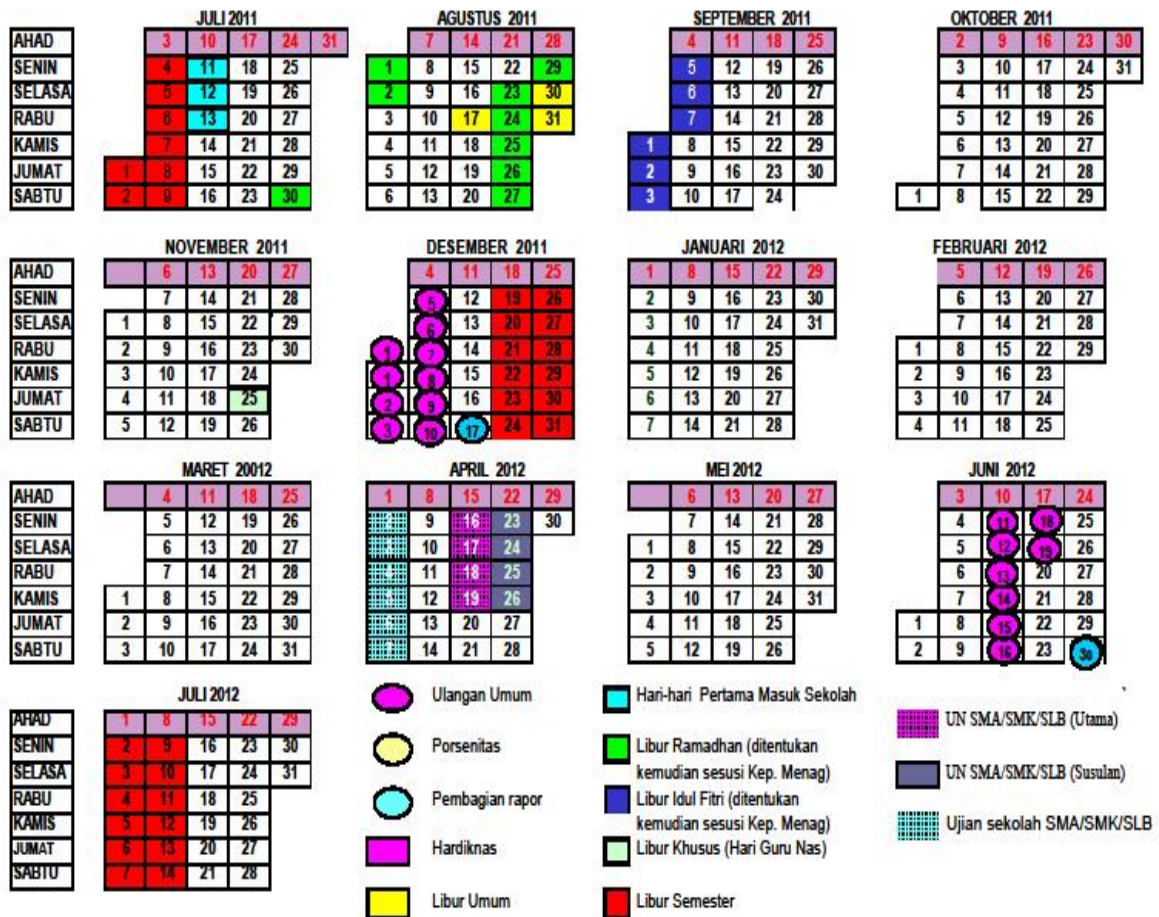 JULI 2011 AGUSTUS 2011 SEPTEMBER 2011 OKTOBER 2011
AHAD 3 10 17 24 31 7 14 21 28 4 11 18 25 2 9 16 23 30
SENIN 4 11 18 25 1 8 15 22 29 5 12 19 26 3 10 17 24 31
SELASA 5 12 19 26 2 9 16 23 30 6 13 20 27 4 11 18 25
RABU 6 13 20 27 3 10 17 24 31 7 14 21 28 5 12 19 26
KAMIS 7 14 21 28 4 11 18 25 1 8 15 22 29 6 13 20 27
JUMAT 1 8 15 22 29 5 12 19 26 2 9 16 23 30 7 14 21 28
SABTU 2 9 16 23 30 6 13 20 27 3 10 17 24 1 8 15 22 29
NOVEMBER 2011 DESEMBER 2011 JANUARI 2012 FEBRUARI 2012
AHAD 6 13 20 27 4 11 18 25 1 8 15 22 29 5 12 19 26
SENIN 7 14 21 28 5 12 19 26 2 9 16 23 30 6 13 20 27
SELASA 1 8 15 22 29 6 13 20 27 3 10 17 24 31 7 14 21 28
RABU 2 9 16 23 30 1 7 14 21 28 4 11 18 25 1 8 15 22 29
KAMIS 3 10 17 24 1 8 15 22 29 5 12 19 26 2 9 16 23
JUMAT 4 11 18 25 2 9 16 23 30 6 13 20 27 3 10 17 24
SABTU 5 12 19 26 3 10 17 24 31 7 14 21 28 4 11 18 25
MARET 20012 APRIL 2012 MEI 2012 JUNI 2012
AHAD 4 11 18 25 1 8 15 22 29 6 13 20 27 3 10 17 24
SENIN 5 12 19 26 2 9 16 23 30 7 14 21 28 4 11 18 25
SELASA 6 13 20 27 3 10 17 24 1 8 15 22 29 5 12 19 26
RABU 7 14 21 28 4 11 18 25 2 9 16 23 30 6 13 20 27
KAMIS 1 8 15 22 29 5 12 19 26 3 10 17 24 31 7 14 21 28
JUMAT 2 9 16 23 30 6 13 20 27 4 11 18 25 1 8 15 22 29
SABTU 3 10 17 24 31 7 14 21 28 5 12 19 26 2 9 16 23 30
JULI 2012
AHAD 1 8 15 22 29
SENIN 2 9 16 23 30
SELASA 3 10 17 24 31
RABU 4 11 18 25
KAMIS 5 12 19 26
JUMAT 6 13 20 27
SABTU 7 14 21 28
Ulangan Umum
Porsenitas
Pembagian rapor
Hardiknas
Libur Umum
Hari-hari Pertama Masuk Sekolah
Libur Ramadhan (ditentukan
kemudian sesusi Kep. Menag)
Libur Idul Fitri (ditentukan
kemudian sesusi Kep. Menag)
Libur Khusus (Hari Guru Nas)
Libur Semester
UN SMA/SMK/SLB (Utama)
UN SMA/SMK/SLB (Susulan)
Ujian sekolah SMA/SMK/SLB